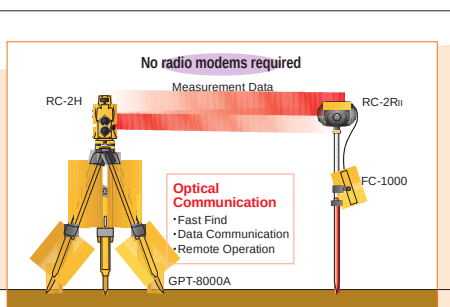 No radio modems required
Measurement Data
RC-2H
RC-2RII
FC-1000
Optical
Communication
·Fast Find
·Data Communication
·Remote Operation
GPT-8000A